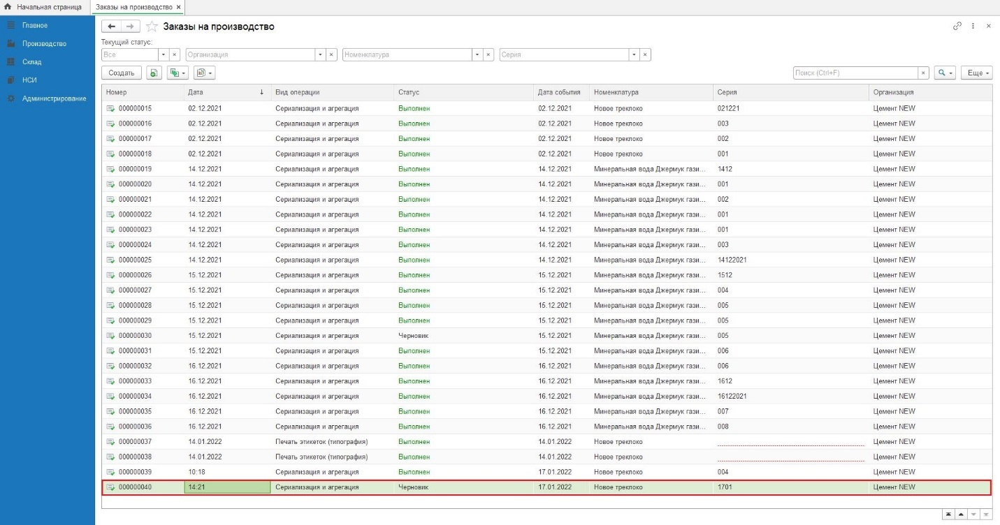 Начальная страница Заказы на производство ×
Главное
Производство
Склад
НСИ
Администрирование
Заказы на производство
Текущий статус:
Все Организация Номенклатура Серия
Создать Поиск (Ctrl+F) Еще
Номер Дата ↓ Вид операции Статус Дата события Номенклатура Серия Организация
000000015 02.12.2021 Сериализация и агрегация Выполнен 02.12.2021 Новое треклоко 021221 Цемент NEW
000000016 02.12.2021 Сериализация и агрегация Выполнен 02.12.2021 Новое треклоко 003 Цемент NEW
000000017 02.12.2021 Сериализация и агрегация Выполнен 02.12.2021 Новое треклоко 002 Цемент NEW
000000018 02.12.2021 Сериализация и агрегация Выполнен 02.12.2021 Новое треклоко 001 Цемент NEW
000000019 14.12.2021 Сериализация и агрегация Выполнен 14.12.2021 Минеральная вода Джермук гази... 1412 Цемент NEW
000000020 14.12.2021 Сериализация и агрегация Выполнен 14.12.2021 Минеральная вода Джермук гази... 001 Цемент NEW
000000021 14.12.2021 Сериализация и агрегация Выполнен 14.12.2021 Минеральная вода Джермук гази... 002 Цемент NEW
000000022 14.12.2021 Сериализация и агрегация Выполнен 14.12.2021 Минеральная вода Джермук гази... 001 Цемент NEW
000000023 14.12.2021 Сериализация и агрегация Выполнен 14.12.2021 Минеральная вода Джермук гази... 001 Цемент NEW
000000024 14.12.2021 Сериализация и агрегация Выполнен 14.12.2021 Минеральная вода Джермук гази... 003 Цемент NEW
000000025 14.12.2021 Сериализация и агрегация Выполнен 14.12.2021 Минеральная вода Джермук гази... 14122021 Цемент NEW
000000026 15.12.2021 Сериализация и агрегация Выполнен 15.12.2021 Минеральная вода Джермук гази... 1512 Цемент NEW
000000027 15.12.2021 Сериализация и агрегация Выполнен 15.12.2021 Минеральная вода Джермук гази... 004 Цемент NEW
000000028 15.12.2021 Сериализация и агрегация Выполнен 15.12.2021 Минеральная вода Джермук гази... 005 Цемент NEW
000000029 15.12.2021 Сериализация и агрегация Выполнен 15.12.2021 Минеральная вода Джермук гази... 005 Цемент NEW
000000030 15.12.2021 Сериализация и агрегация Черновик 15.12.2021 Минеральная вода Джермук гази... 005 Цемент NEW
000000031 15.12.2021 Сериализация и агрегация Выполнен 15.12.2021 Минеральная вода Джермук гази... 006 Цемент NEW
000000032 16.12.2021 Сериализация и агрегация Выполнен 16.12.2021 Минеральная вода Джермук гази... 006 Цемент NEW
000000033 16.12.2021 Сериализация и агрегация Выполнен 16.12.2021 Минеральная вода Джермук гази... 1612 Цемент NEW
000000034 16.12.2021 Сериализация и агрегация Выполнен 16.12.2021 Минеральная вода Джермук гази... 16122021 Цемент NEW
000000035 16.12.2021 Сериализация и агрегация Выполнен 16.12.2021 Минеральная вода Джермук гази... 007 Цемент NEW
000000036 16.12.2021 Сериализация и агрегация Выполнен 16.12.2021 Минеральная вода Джермук гази... 008 Цемент NEW
000000037 14.01.2022 Печать этикеток (типография) Выполнен 14.01.2022 Новое треклоко Цемент NEW
000000038 14.01.2022 Печать этикеток (типография) Выполнен 14.01.2022 Новое треклоко Цемент NEW
000000039 10:18 Сериализация и агрегация Выполнен 17.01.2022 Новое треклоко 004 Цемент NEW
000000040 14:21 Сериализация и агрегация Черновик 17.01.2022 Новое треклоко 1701 Цемент NEW